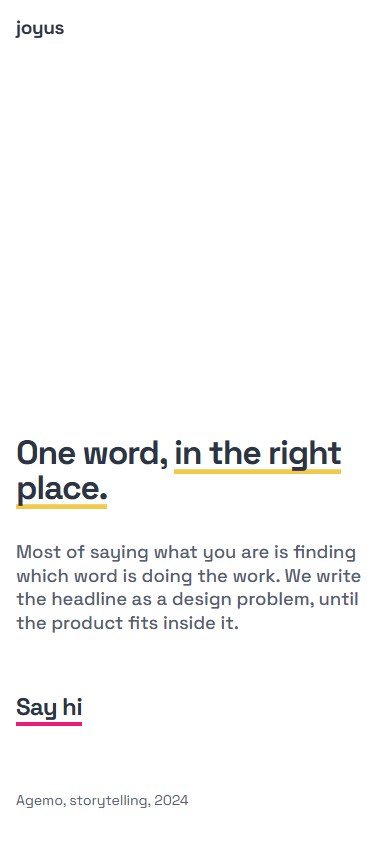 joyus
One word, in the right
place.
Most of saying what you are is finding
which word is doing the work. We write
the headline as a design problem, until
the product fits inside it.
Say hi
Agemo, storytelling, 2024